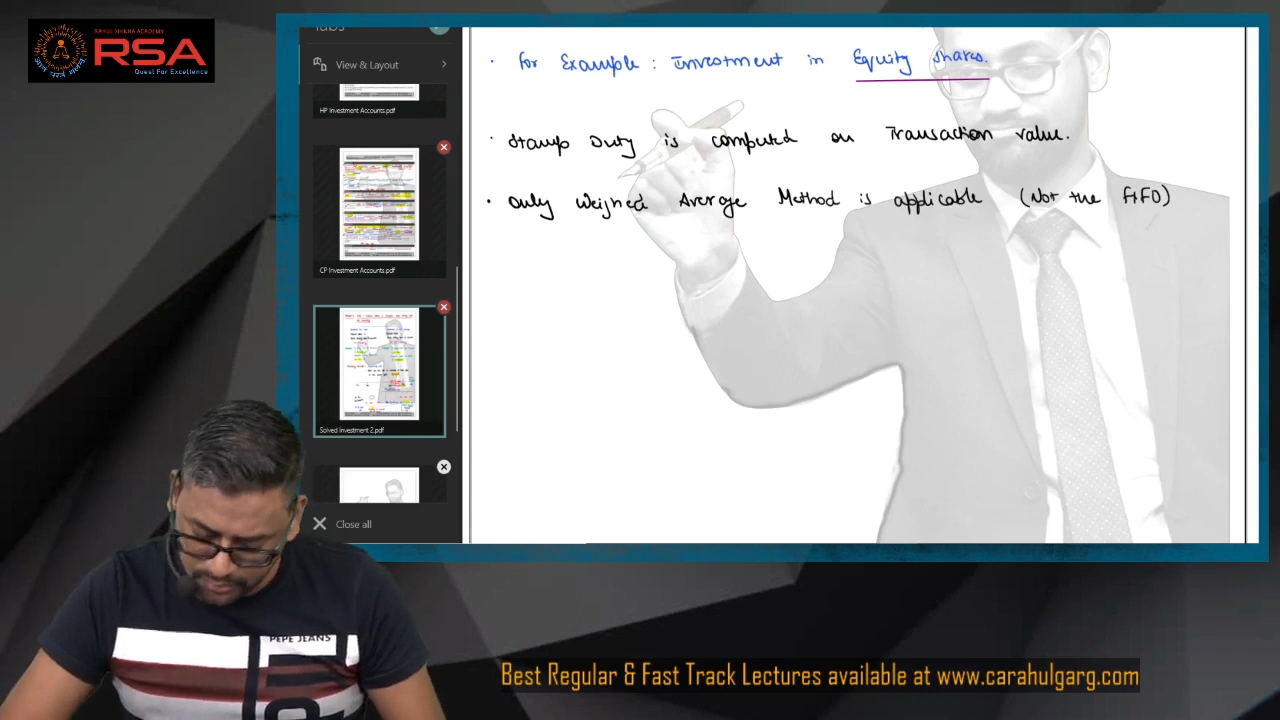 RAHUL SHIKHA ACADEMY
RSA
Quest For Excellence
Tabs
View & Layout
HP Investment Accounts.pdf
CP Investment Accounts.pdf
Solved Investment 2.pdf
Close all
• For Example : Investment in Equity shares.
• Stamp Duty is computed on Transaction value.
• only Weighed Average Method is applicable (Not the FIFO)
PEPE JEANS
Best Regular & Fast Track Lectures available at www.carahulgarg.com